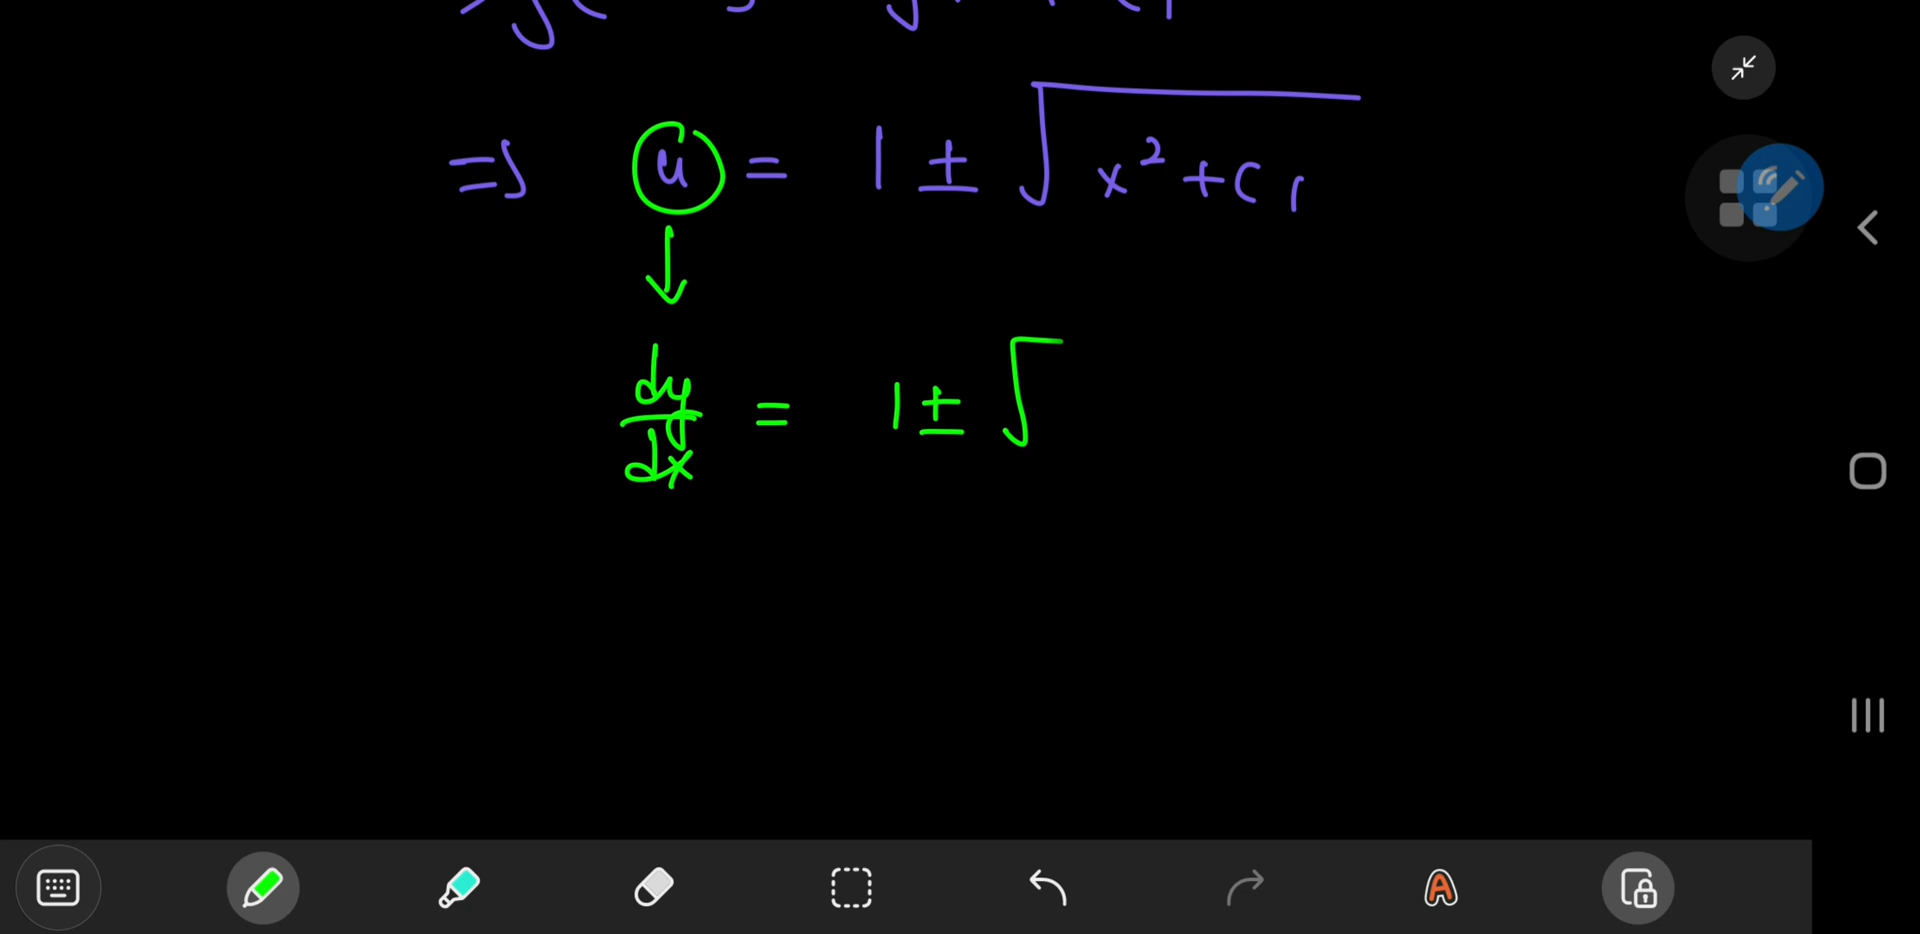 => u = 1 ± √(x² + c₁)
↓
dy/dx = 1 ± √
A